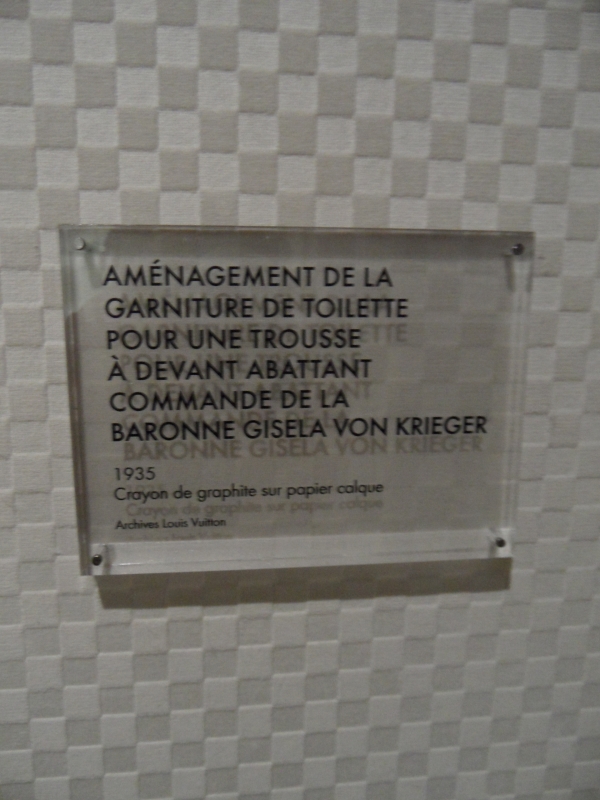 AMÉNAGEMENT DE LA
GARNITURE DE TOILETTE
POUR UNE TROUSSE
À DEVANT ABATTANT
COMMANDE DE LA
BARONNE GISELA VON KRIEGER
1935
Crayon de graphite sur papier calque
Archives Louis Vuitton